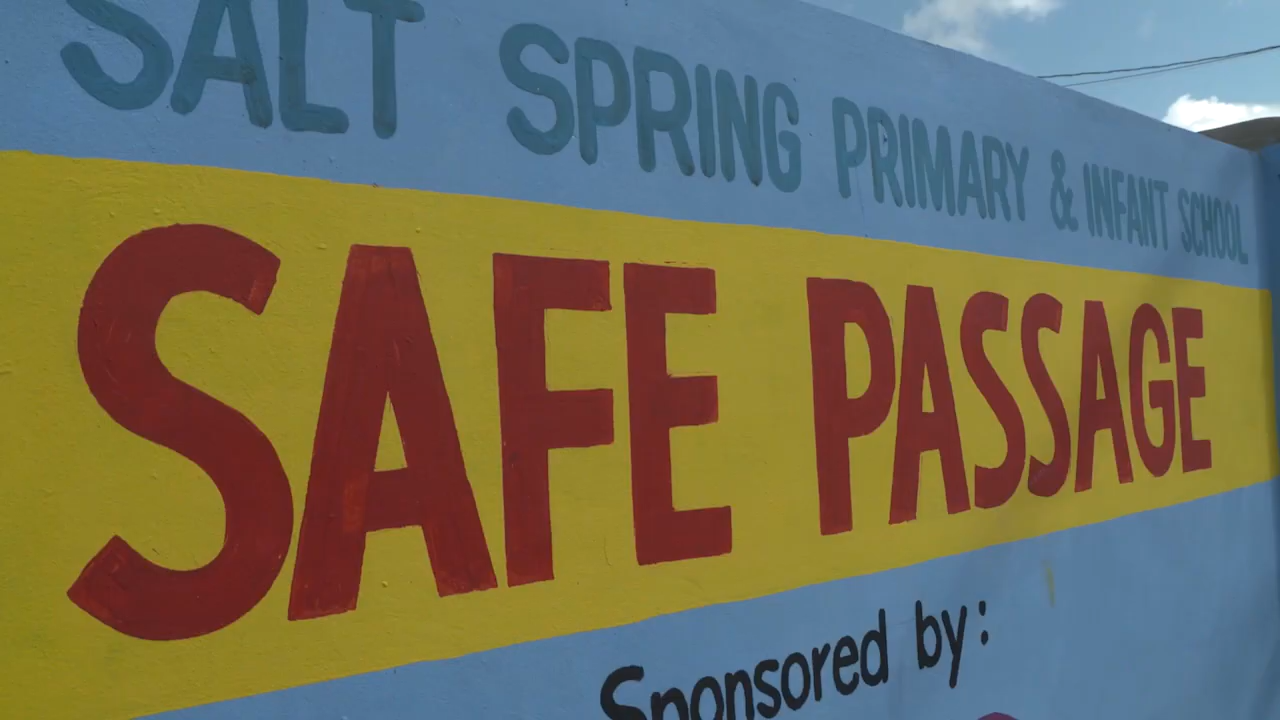 SALT SPRING PRIMARY & INFANT SCHOOL
SAFE PASSAGE
Sponsored by: